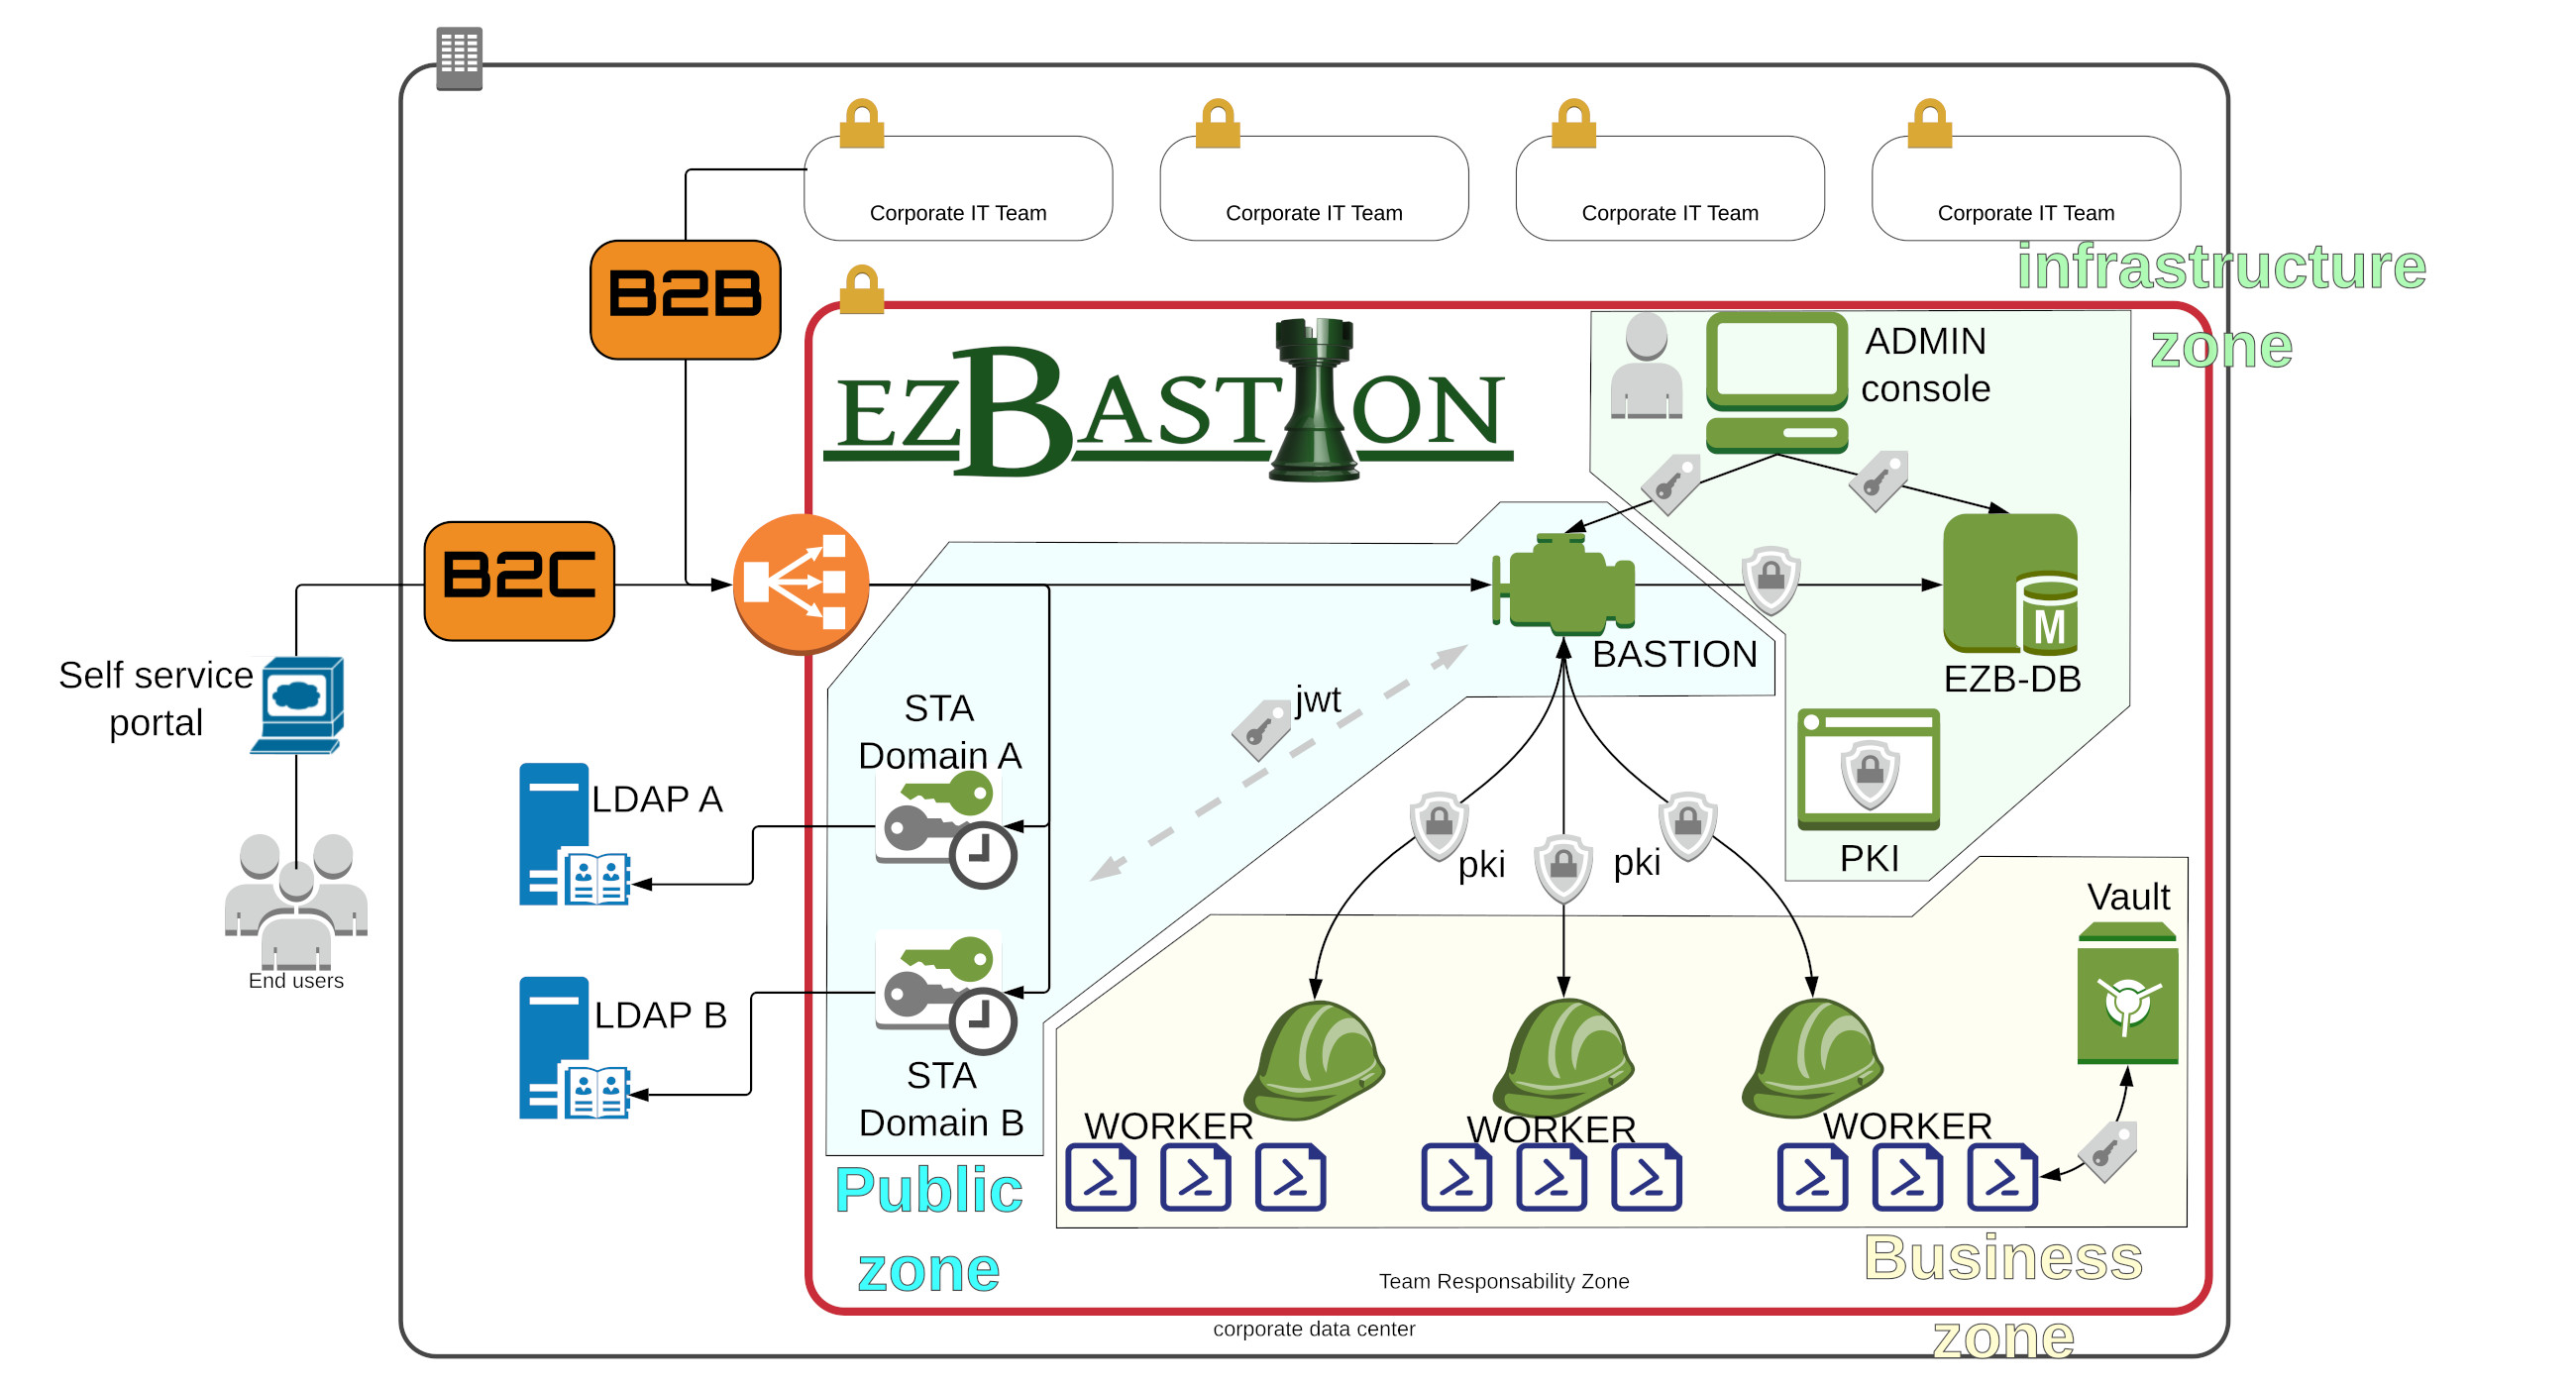 Corporate IT Team
Corporate IT Team
Corporate IT Team
Corporate IT Team
infrastructure
zone
B2B
EZBASTION
ADMIN
console
B2C
BASTION
EZB-DB
Self service
portal
jwt
STA
Domain A
LDAP A
pki
pki
PKI
M
Vault
End users
LDAP B
STA
Domain B
WORKER
WORKER
WORKER
Public
zone
Business
zone
Team Responsability Zone
corporate data center